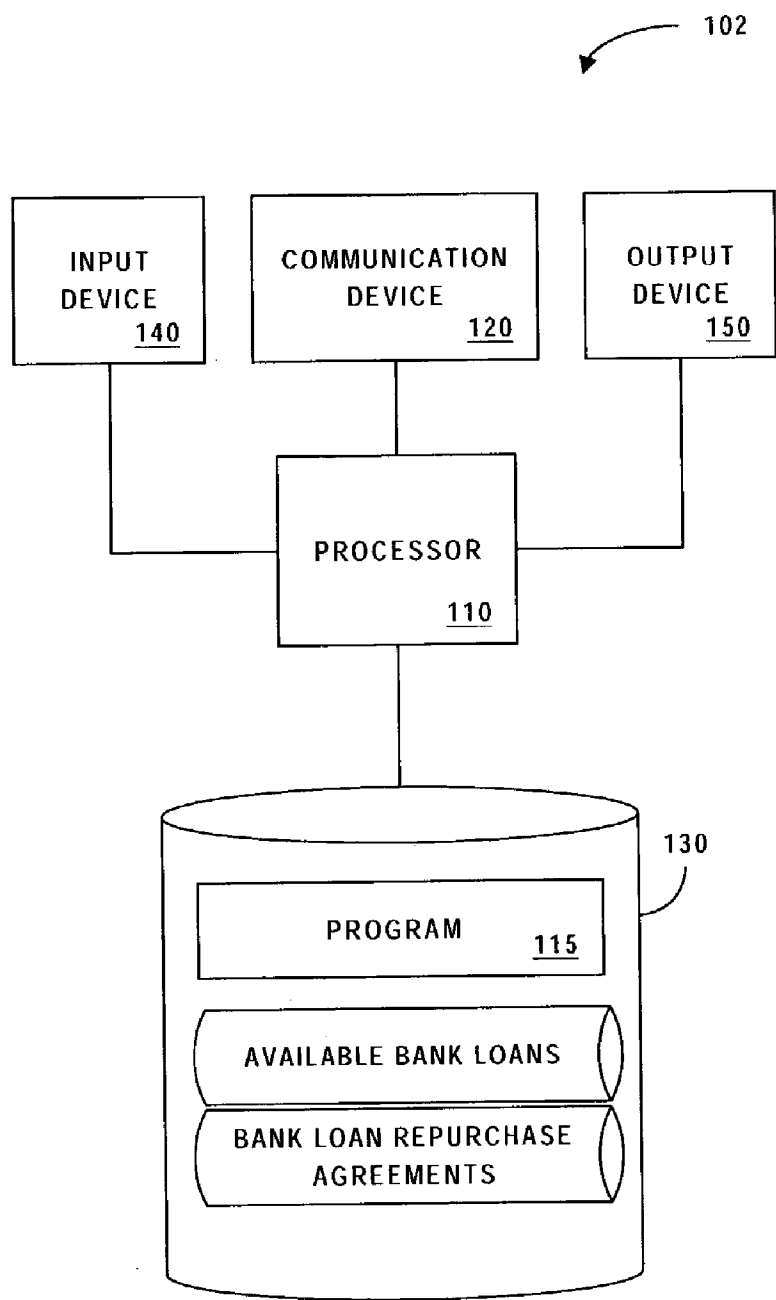 102
INPUT
DEVICE
140
COMMUNICATION
DEVICE
120
OUTPUT
DEVICE
150
PROCESSOR
110
130
PROGRAM
115
AVAILABLE BANK LOANS
BANK LOAN REPURCHASE
AGREEMENTS